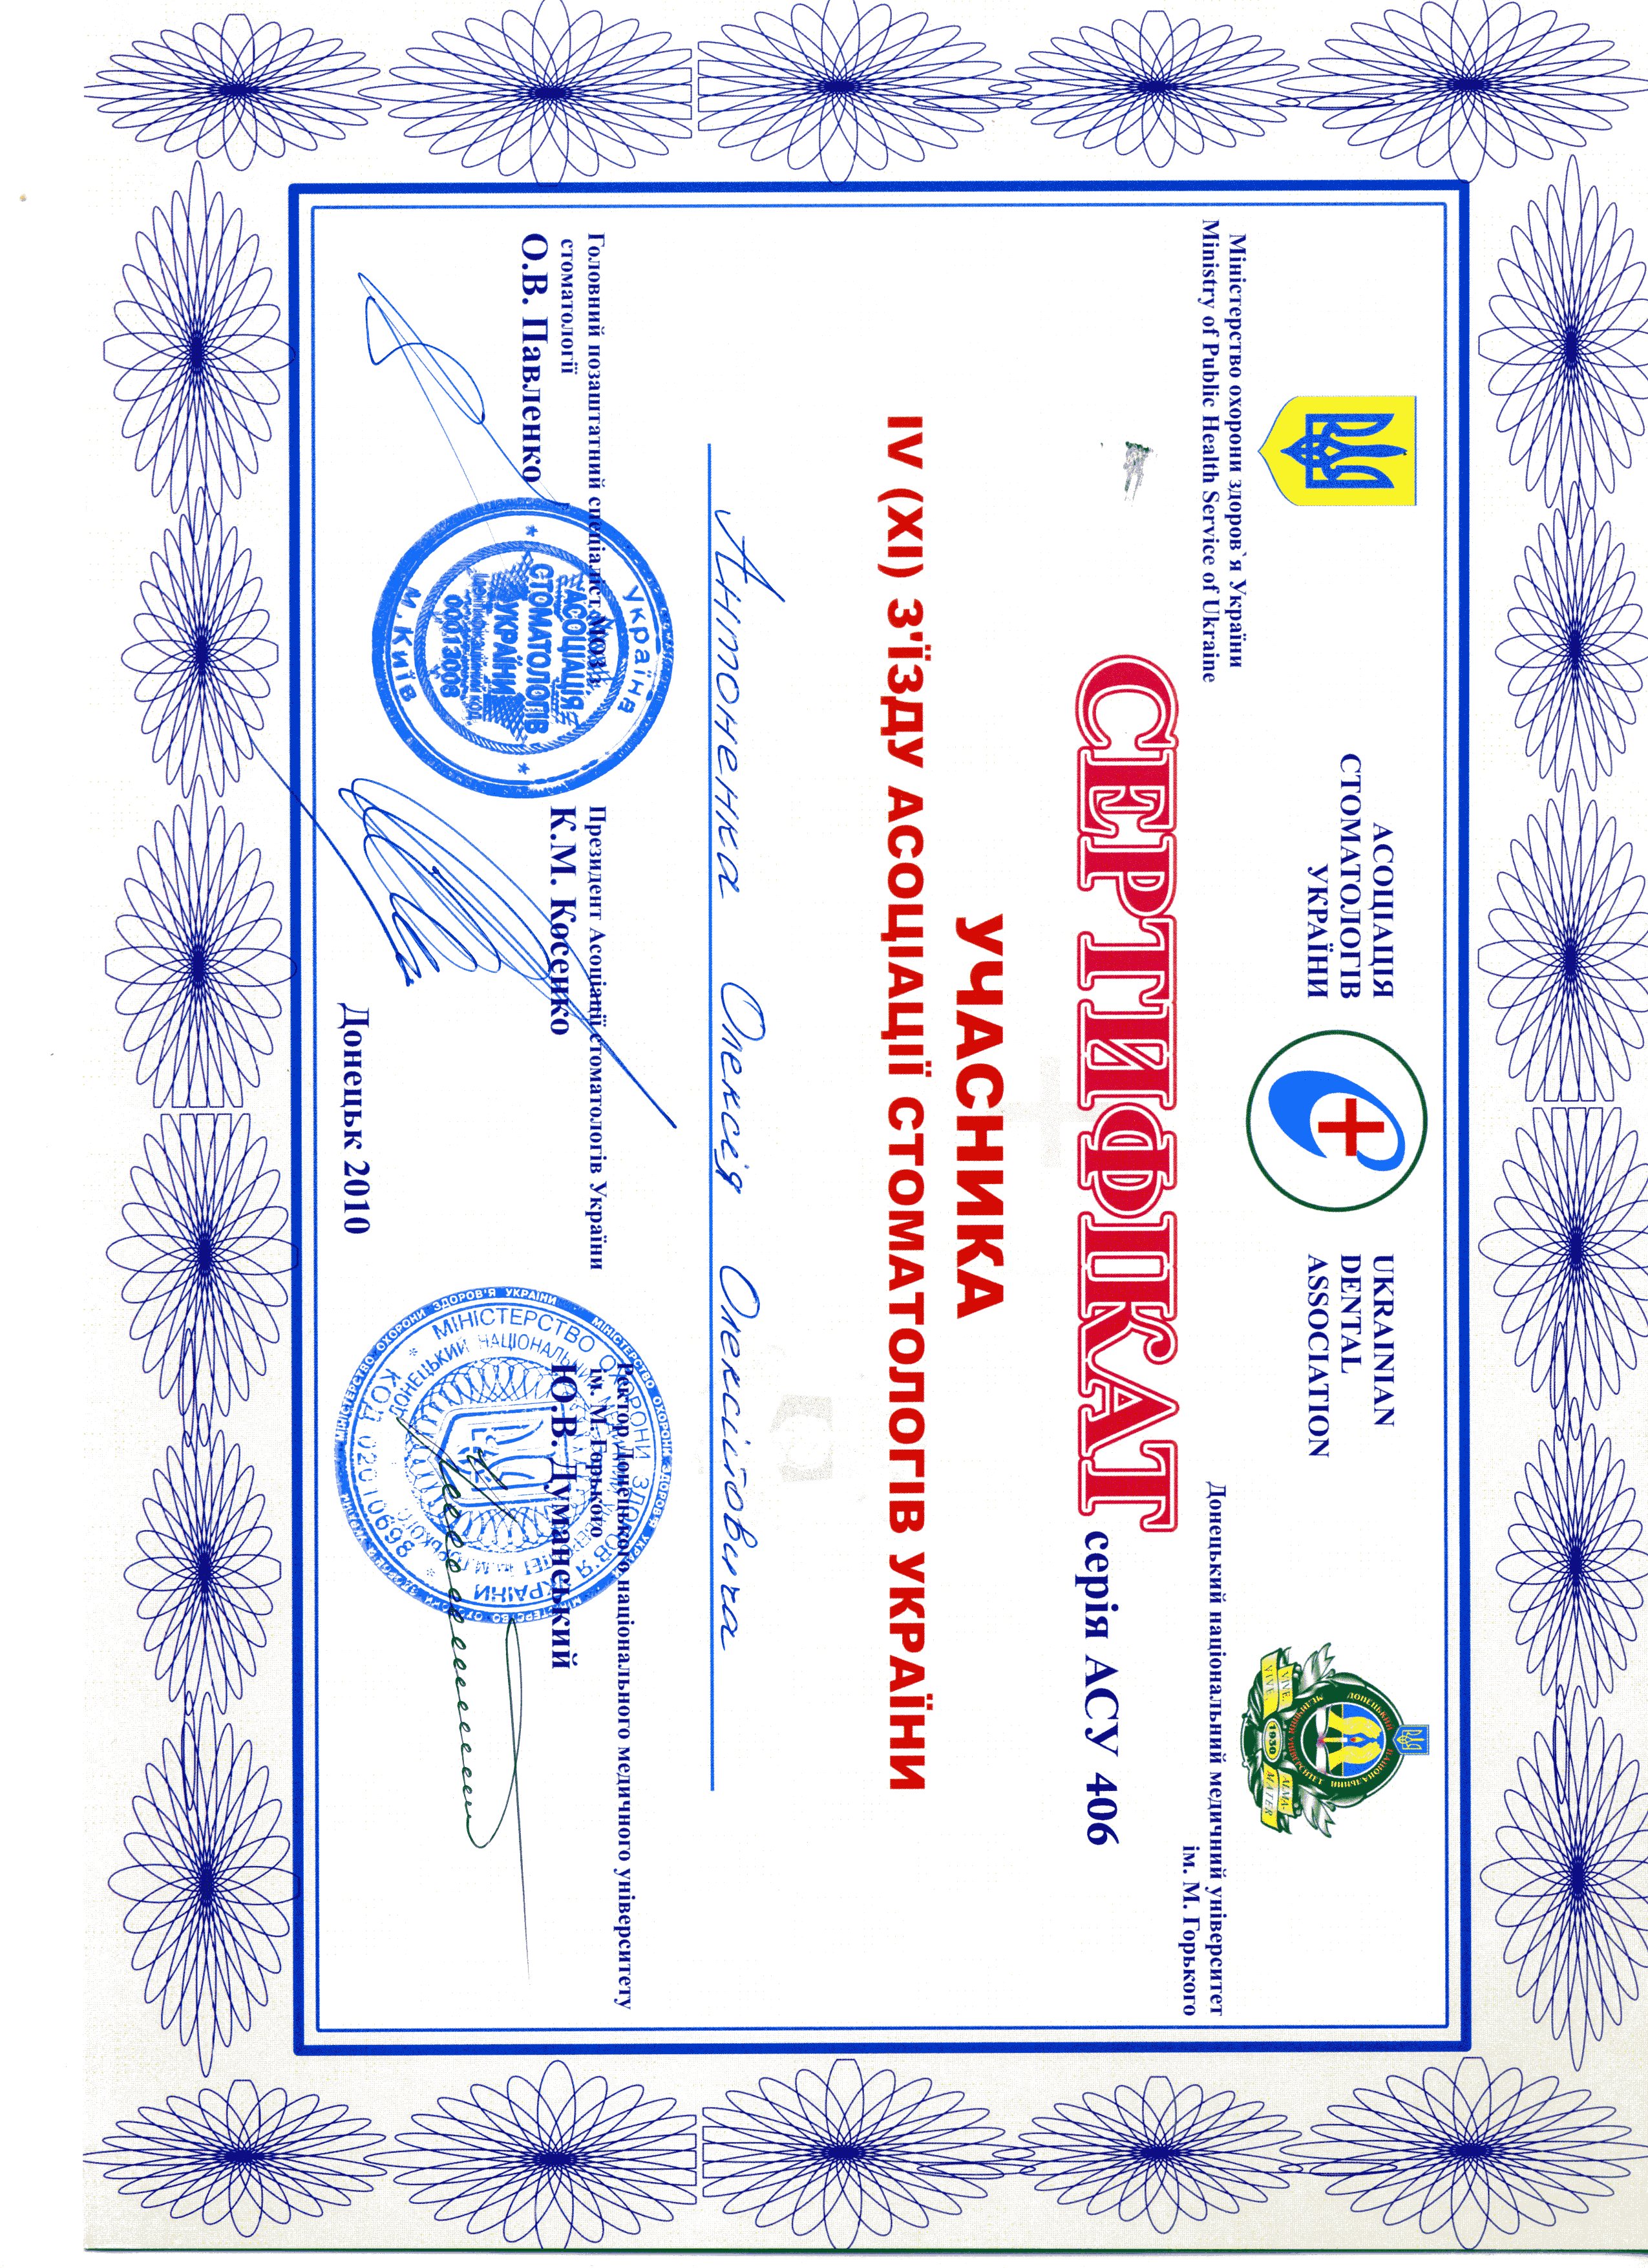 АСОЦІАЦІЯ
СТОМАТОЛОГІВ
УКРАЇНИ
UKRAINIAN
DENTAL
ASSOCIATION
ДОНЕЦЬКИЙ НАЦІОНАЛЬНИЙ
МЕДИЧНИЙ УНІВЕРСИТЕТ
VIVE, VIVE
1930
ALMA-MATER
Міністерство охорони здоров`я України
Ministry of Public Health Service of Ukraine
Донецький національний медичний університет
ім. М. Горького
СЕРТИФІКАТ серія АСУ 406
УЧАСНИКА
IV (XI) З'ЇЗДУ АСОЦІАЦІЇ СТОМАТОЛОГІВ УКРАЇНИ
Антоненка Олексія Олексійовича
Головний позаштатний спеціаліст МОЗ з
стоматології
О.В. Павленко
Україна
АСОЦІАЦІЯ
СТОМАТОЛОГІВ
УКРАЇНИ
Ідентифікаційний код
00013008
м. Київ
Президент Асоціації стоматологів України
К.М. Косенко
Ректор Донецького національного медичного університету
ім. М. Горького
Ю.В. Думанський
МІНІСТЕРСТВО ОХОРОНИ ЗДОРОВ'Я УКРАЇНИ
КОД 02010698
Донецьк 2010